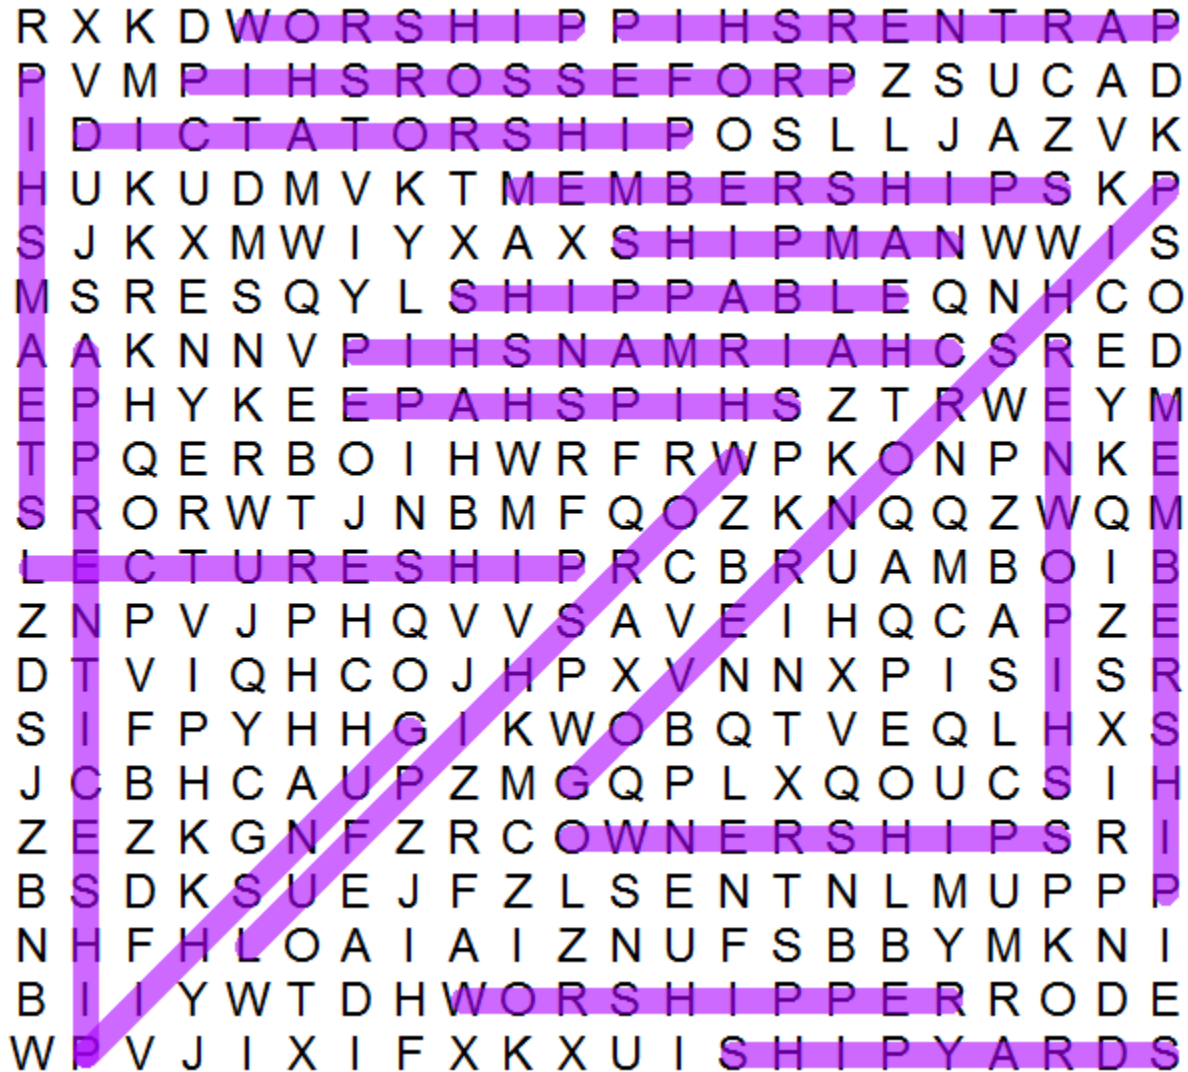 R X K D W O R S H I P P I H S R E N T R A P
P V M P I H S R O S S E F O R P Z S U C A D
I D I C T A T O R S H I P O S L L J A Z V K
H U K U D M V K T M E M B E R S H I P S K P
S J K X M W I Y X A X S H I P M A N W W I S
M S R E S Q Y L S H I P P A B L E Q N H C O
A A K N N V P I H S N A M R I A H C S R E D
E P H Y K E E P A H S P I H S Z T R W E Y M
T P Q E R B O I H W R F R W P K O N P N K E
S R O R W T J N B M F Q O Z K N Q Q Z W Q M
L E C T U R E S H I P R C B R U A M B O I B
Z N P V J P H Q V V S A V E I H Q C A P Z E
D T V I Q H C O J H P X V N N X P I S I S R
S I F P Y H H G I K W O B Q T V E Q L H X S
J C B H C A U P Z M G Q P L X Q O U C S I H
Z E Z K G N F Z R C O W N E R S H I P S R I
B S D K S U E J F Z L S E N T N L M U P P P
N H F H L O A I A I Z N U F S B B Y M K N I
B I I Y W T D H W O R S H I P P E R R O D E
W P V J I X I F X K X U I S H I P Y A R D S